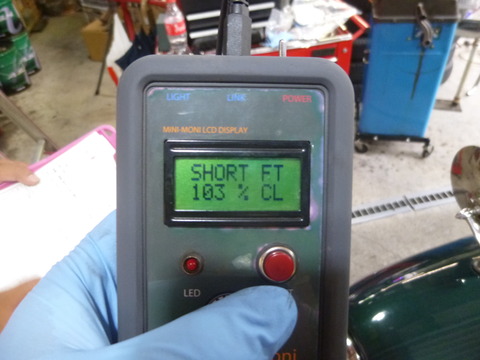 LIGHT LINK POWER
MINI-MONI LCD DISPLAY
SHORT FT
103 % CL
LED